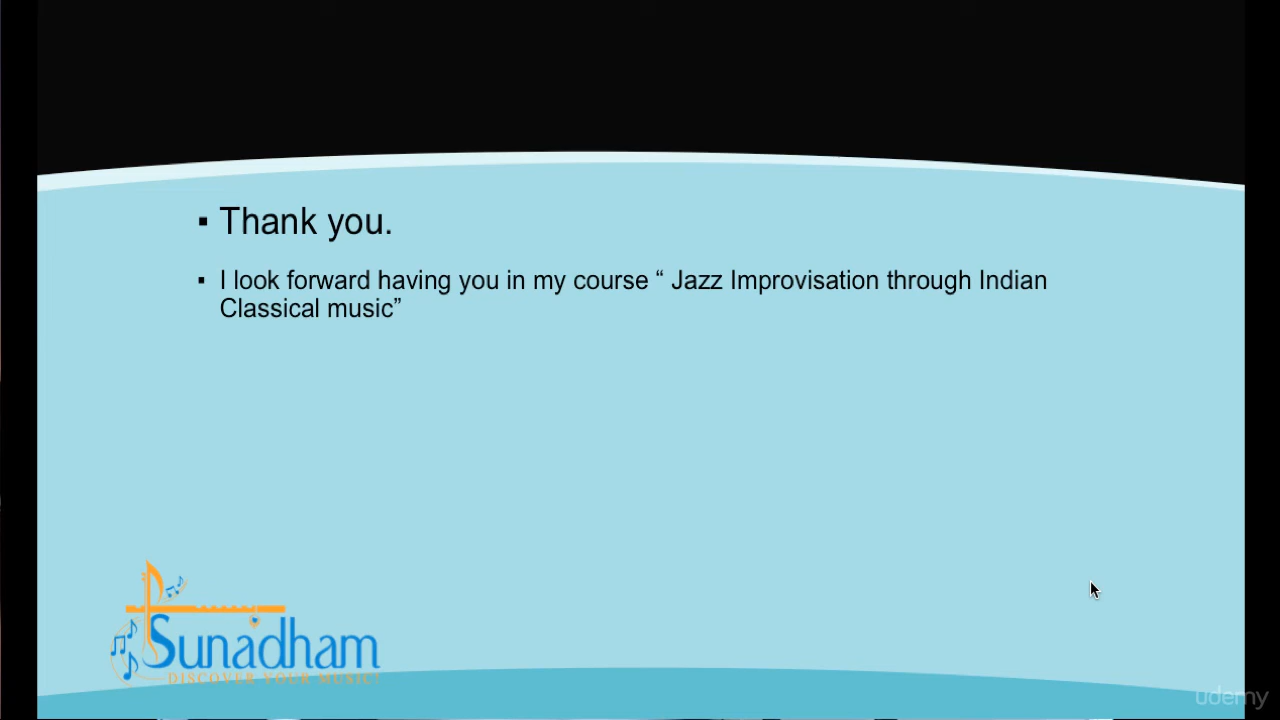 ▪ Thank you.
▪ I look forward having you in my course “ Jazz Improvisation through Indian
Classical music”
Sunadham
DISCOVER YOUR MUSIC!
udemy